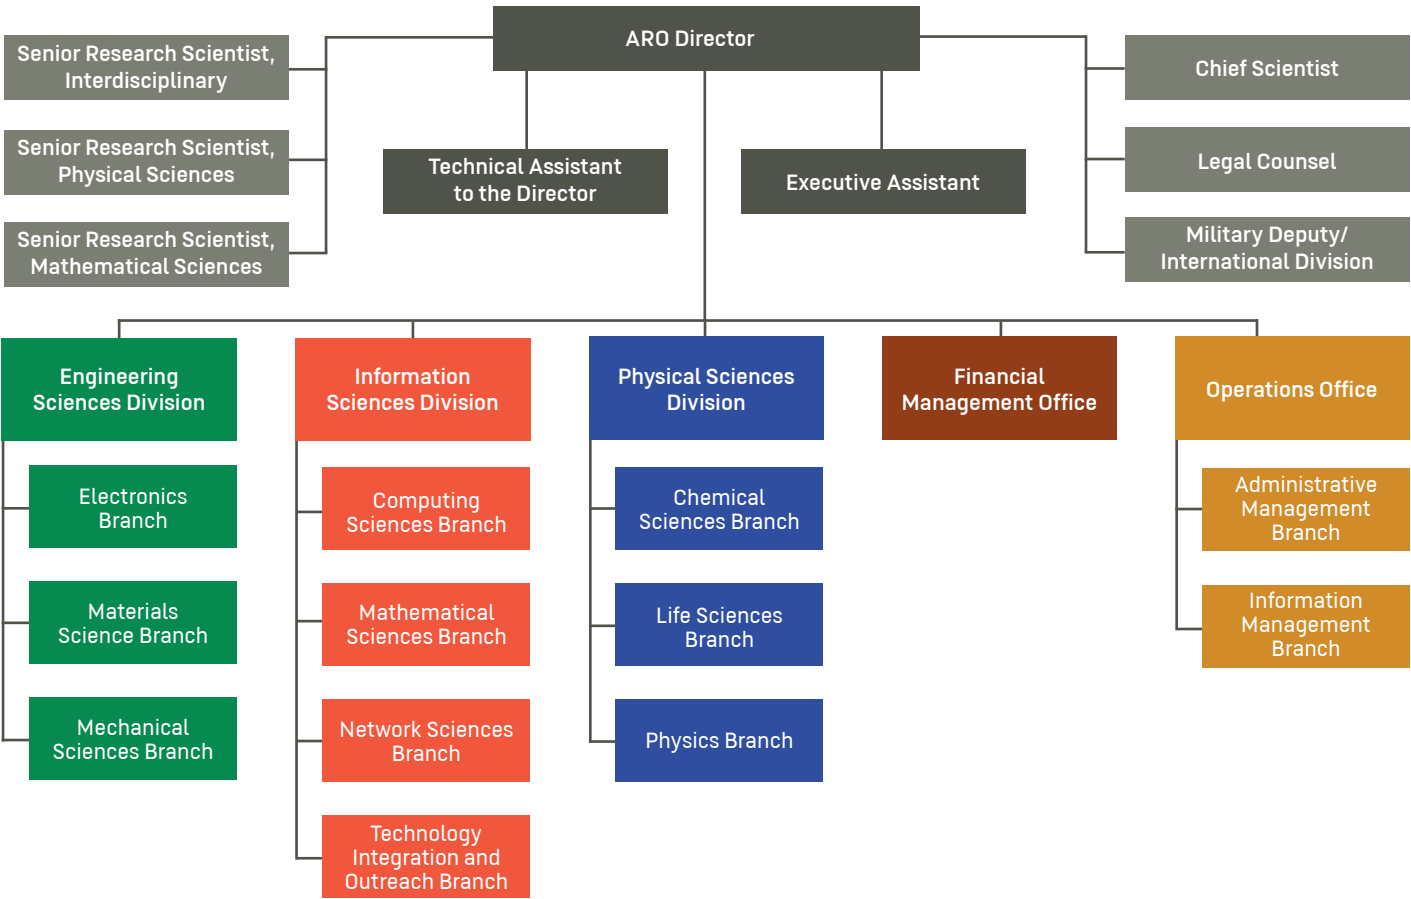 ARO Director
Senior Research Scientist,
Interdisciplinary
Senior Research Scientist,
Physical Sciences
Senior Research Scientist,
Mathematical Sciences
Technical Assistant
to the Director
Executive Assistant
Chief Scientist
Legal Counsel
Military Deputy/
International Division
Engineering
Sciences Division
Electronics
Branch
Materials
Science Branch
Mechanical
Sciences Branch
Information
Sciences Division
Computing
Sciences Branch
Mathematical
Sciences Branch
Network Sciences
Branch
Technology
Integration and
Outreach Branch
Physical Sciences
Division
Chemical
Sciences Branch
Life Sciences
Branch
Physics Branch
Financial
Management Office
Operations Office
Administrative
Management
Branch
Information
Management
Branch